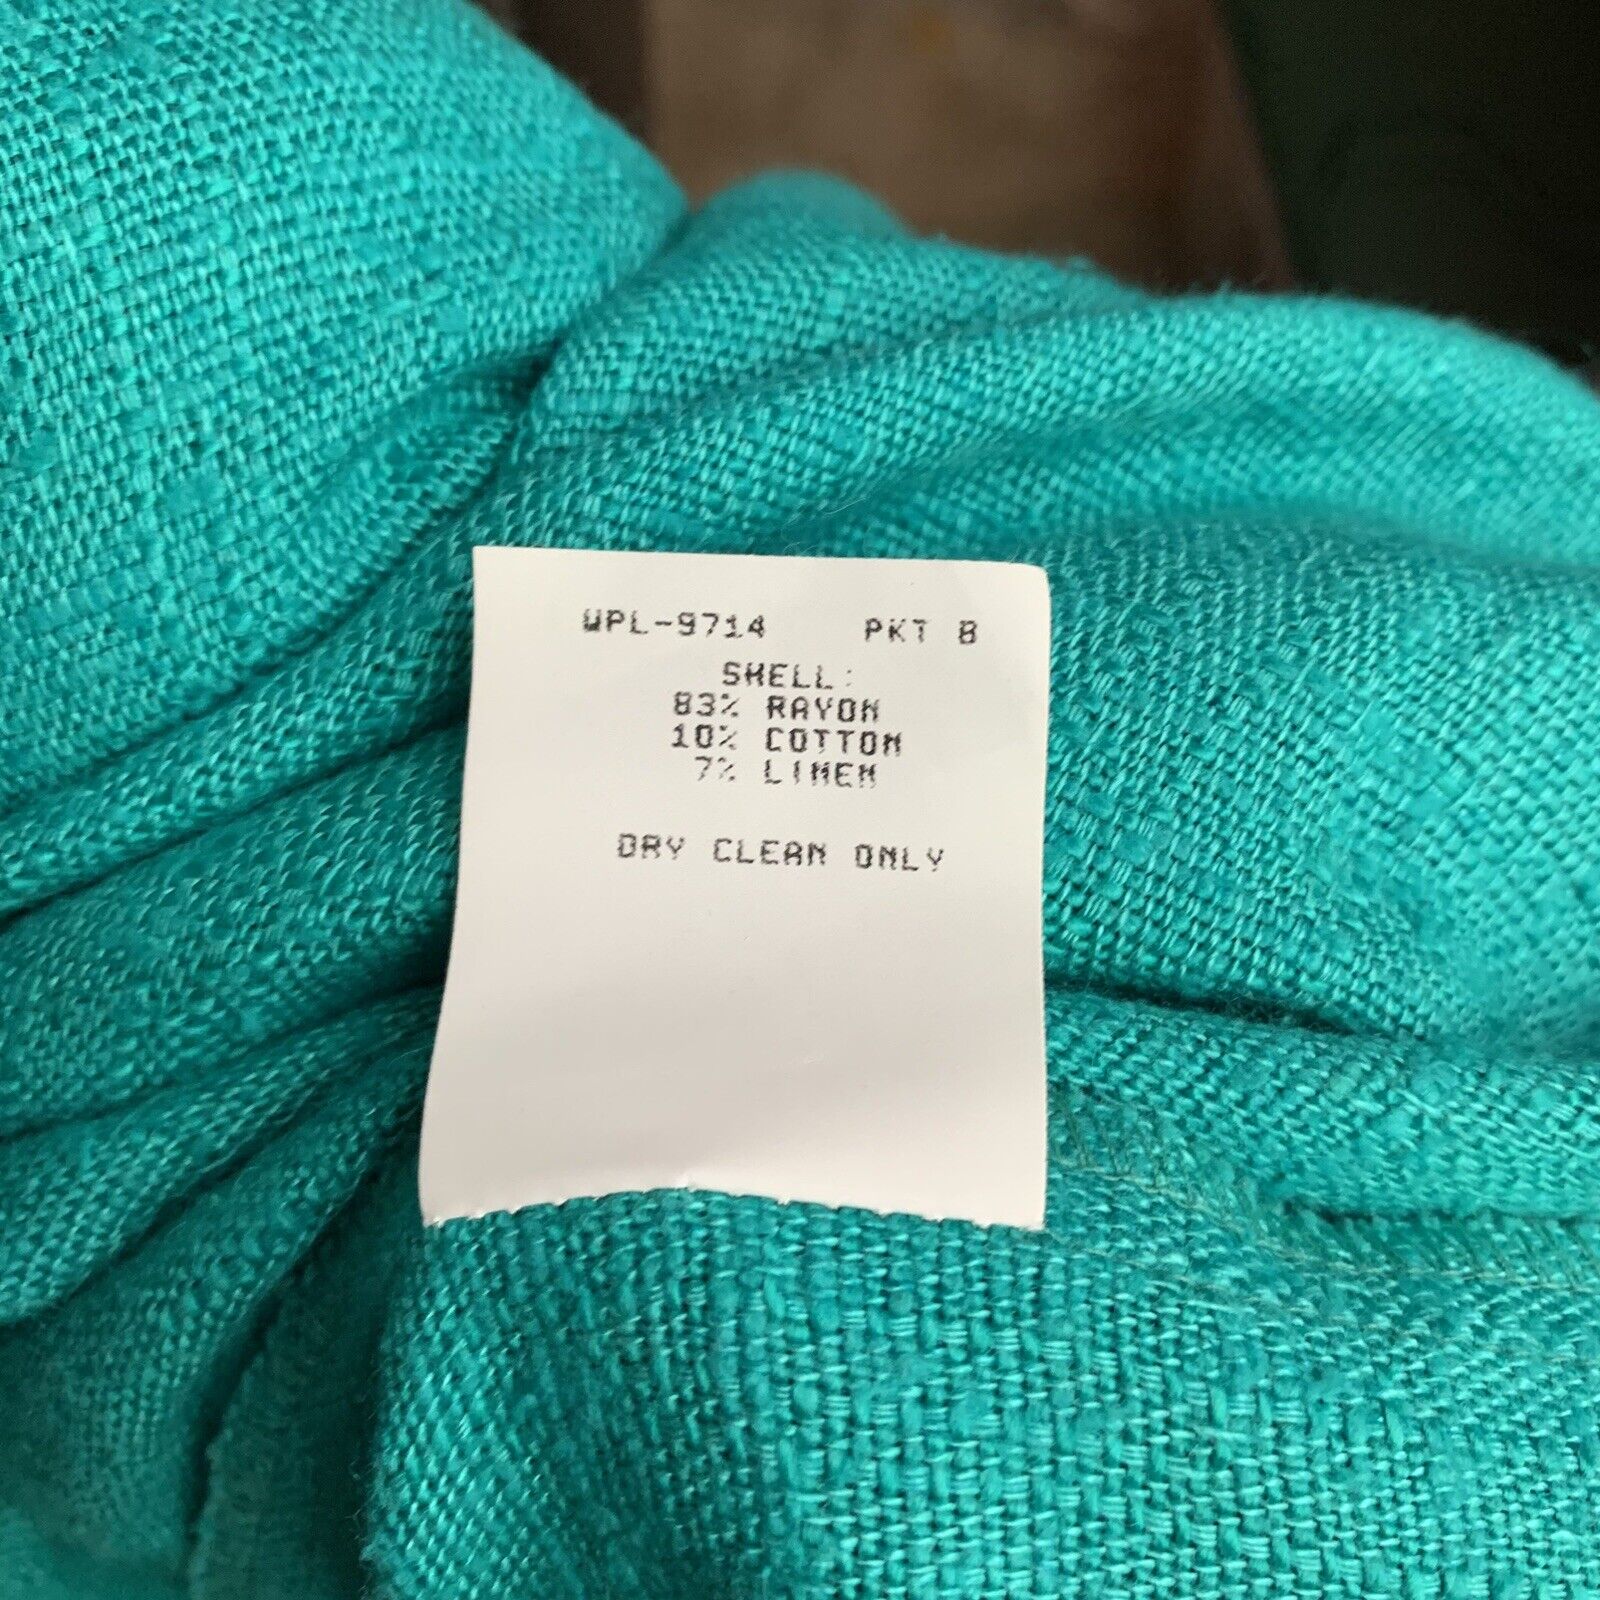 WPL-9714 PKT B
SHELL:
83% RAYON
10% COTTON
7% LINEN
DRY CLEAN ONLY